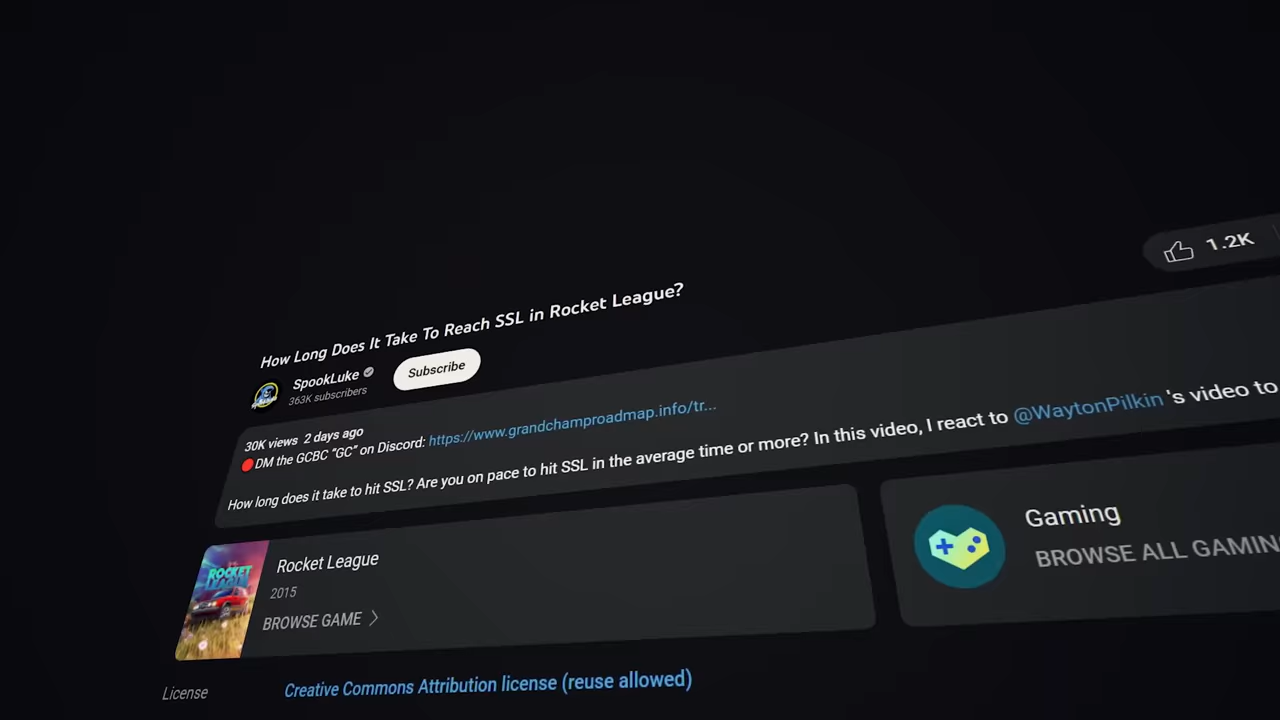 1.2K
How Long Does It Take To Reach SSL in Rocket League?
SpookLuke
363K subscribers
Subscribe
30K views 2 days ago
DM the GCBC “GC” on Discord: https://www.grandchamproadmap.info/tr...
How long does it take to hit SSL? Are you on pace to hit SSL in the average time or more? In this video, I react to @WaytonPilkin 's video to
ROCKET LEAGUE
Rocket League
2015
BROWSE GAME
Gaming
BROWSE ALL GAMING
License
Creative Commons Attribution license (reuse allowed)